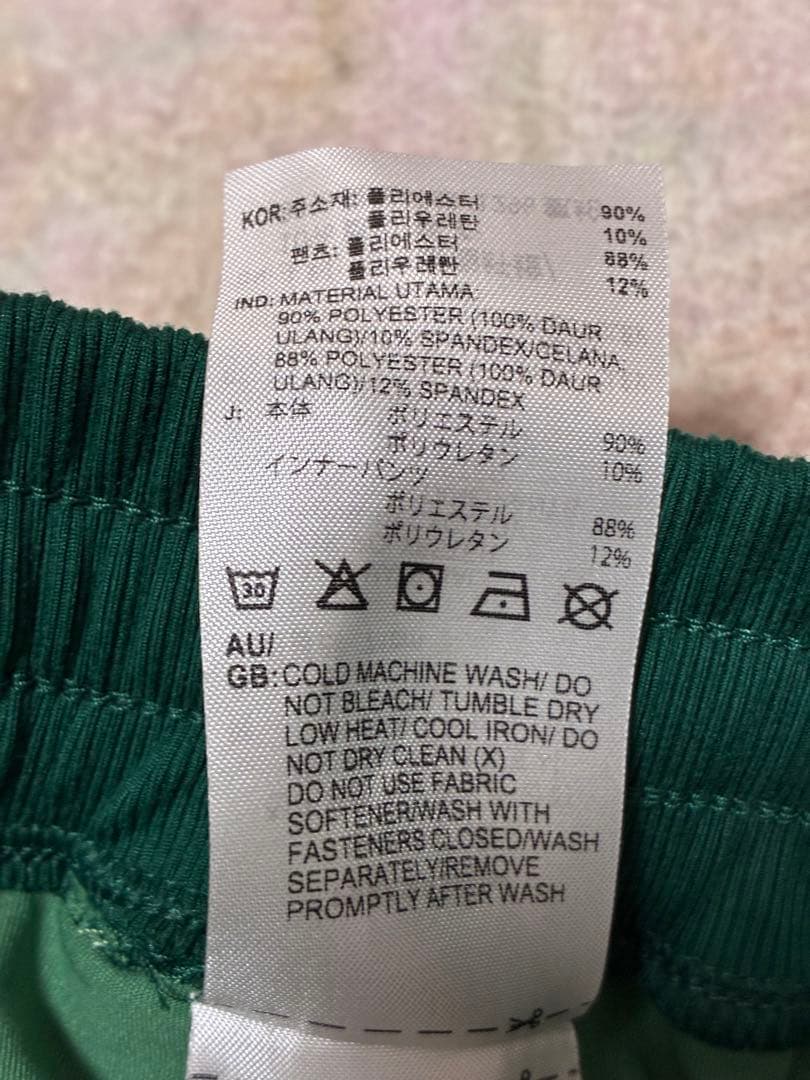 KOR: 주소재: 폴리에스터 90%
폴리우레탄 10%
팬츠: 폴리에스터 88%
폴리우레탄 12%
IND: MATERIAL UTAMA:
90% POLYESTER (100% DAUR
ULANG)/10% SPANDEX/CELANA:
88% POLYESTER (100% DAUR
ULANG)/12% SPANDEX
J: 本体 ポリエステル 90%
ポリウレタン 10%
インナーパンツ
ポリエステル 88%
ポリウレタン 12%
30
AU/
GB: COLD MACHINE WASH/ DO
NOT BLEACH/ TUMBLE DRY
LOW HEAT/ COOL IRON/ DO
NOT DRY CLEAN (X)
DO NOT USE FABRIC
SOFTENER/WASH WITH
FASTENERS CLOSED/WASH
SEPARATELY/REMOVE
PROMPTLY AFTER WASH